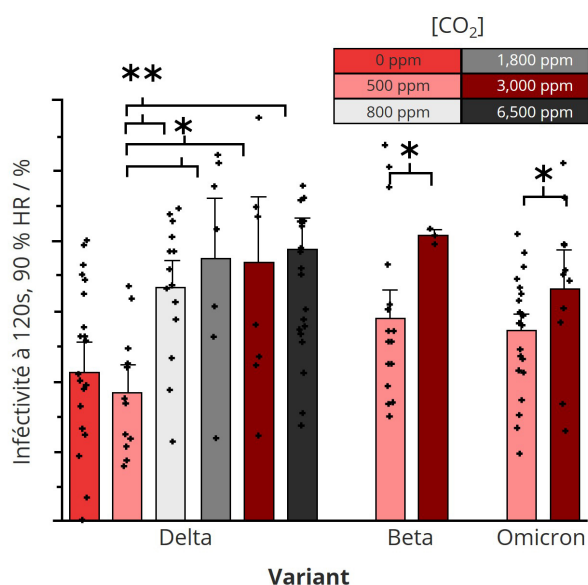 [CO₂]
0 ppm 1,800 ppm
500 ppm 3,000 ppm
800 ppm 6,500 ppm
**
*
*
*
Inféctivité à 120s, 90 % HR / %
Delta Beta Omicron
Variant